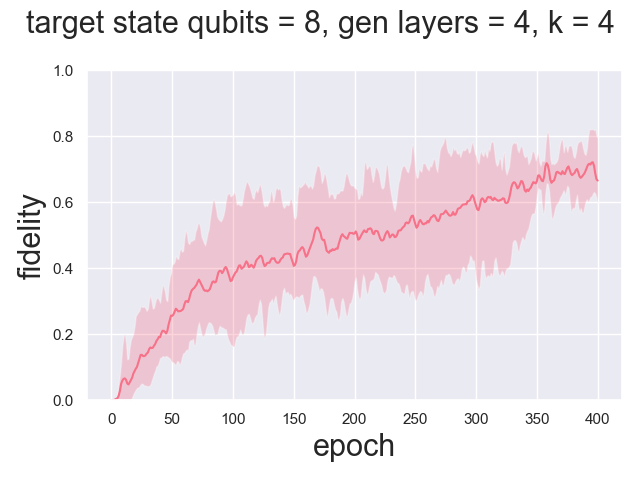 target state qubits = 8, gen layers = 4, k = 4
1.0
0.8
0.6
0.4
0.2
0.0
fidelity
0 50 100 150 200 250 300 350 400
epoch